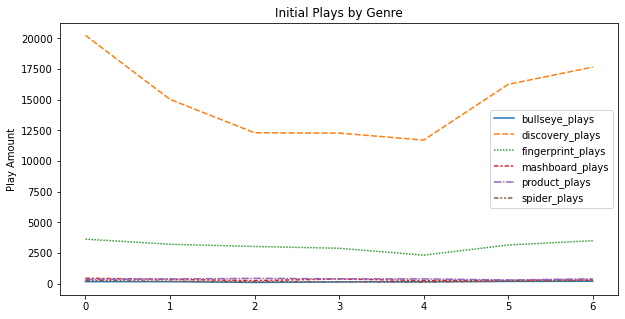 Initial Plays by Genre
Play Amount
20000
17500
15000
12500
10000
7500
5000
2500
0
bullseye_plays
discovery_plays
fingerprint_plays
mashboard_plays
product_plays
spider_plays
0 1 2 3 4 5 6